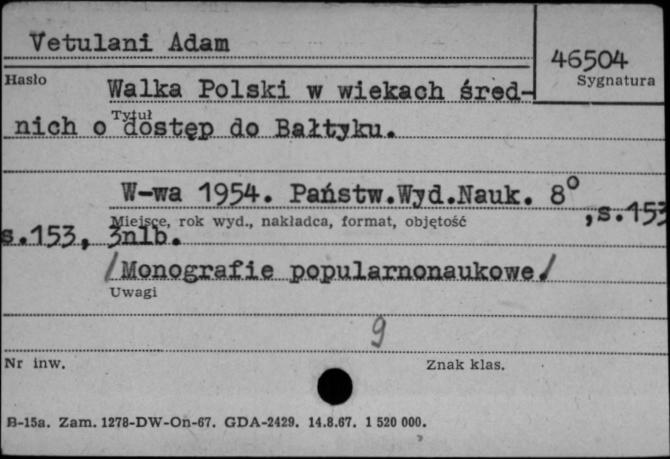 Vetulani Adam
46504
Hasło
Sygnatura
Walka Polski w wiekach śred-
Tytuł
nich o dostęp do Bałtyku.
W-wa 1954. Państw.Wyd.Nauk. 8°
,s.153
Miejsce, rok wyd., nakładca, format, objętość
s.153, 3nlb.
/Monografie popularnonaukowe/
Uwagi
9
Nr inw.
Znak klas.
B-15a. Zam. 1278-DW-On-67. GDA-2429. 14.8.67. 1 520 000.